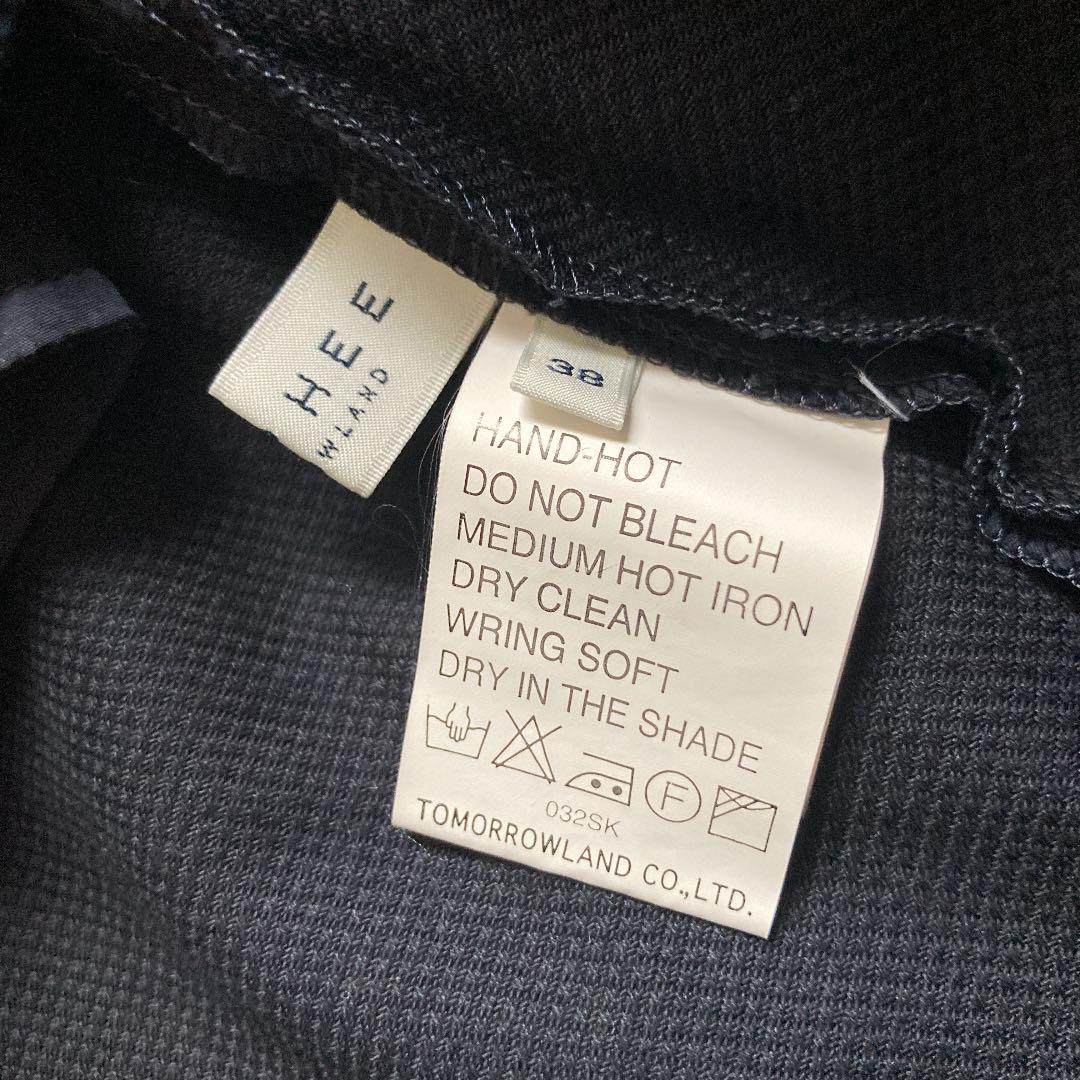 HEE
WLAND
38
HAND-HOT
DO NOT BLEACH
MEDIUM HOT IRON
DRY CLEAN
WRING SOFT
DRY IN THE SHADE
F
032SK
TOMORROWLAND CO.,LTD.